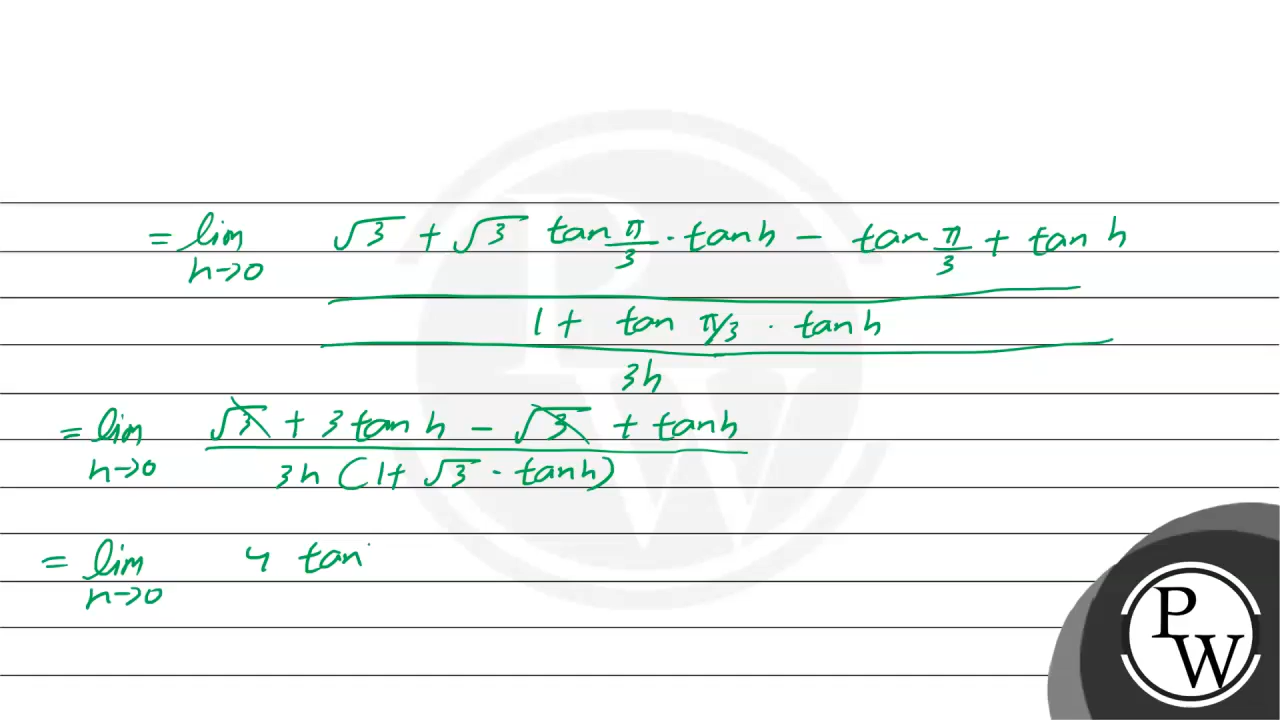 = lim √3 + √3 tan π/3 · tan h − tan π/3 + tan h
h→0
1 + tan π/3 · tan h
3h
= lim √3 + 3 tan h − √3 + tan h
h→0 3h (1 + √3 · tan h)
= lim 4 tan
h→0
P
W